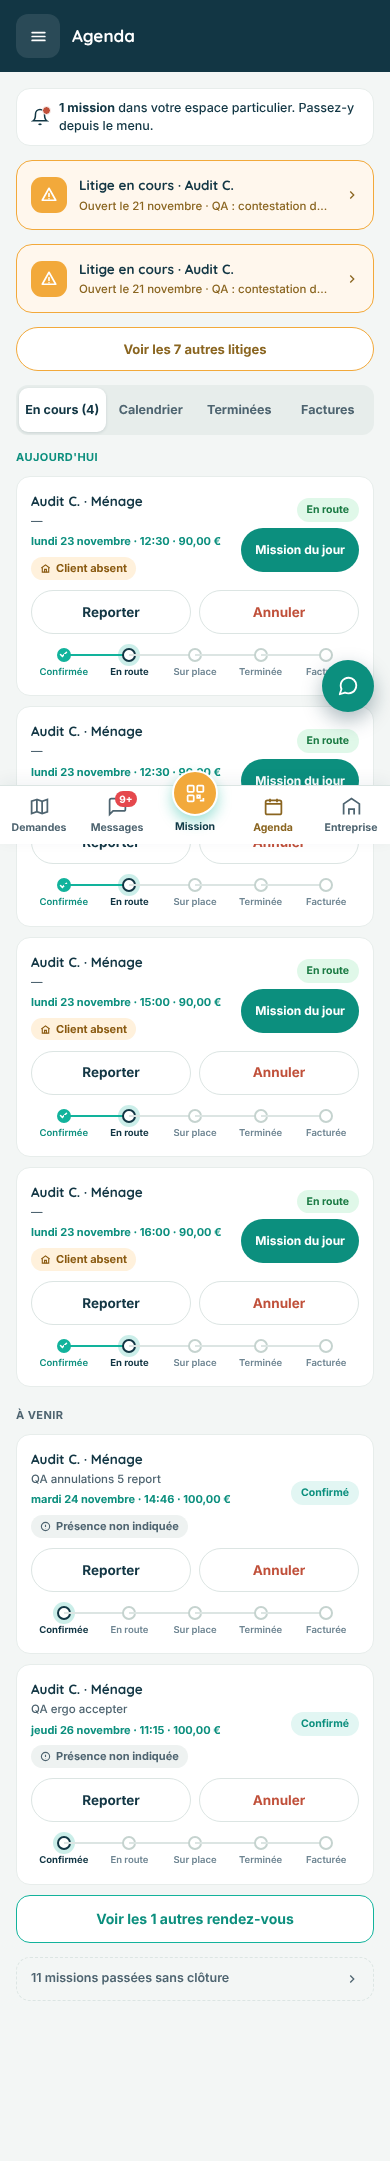 Agenda
1 mission dans votre espace particulier. Passez-y
depuis le menu.
Litige en cours · Audit C.
Ouvert le 21 novembre · QA : contestation d...
Litige en cours · Audit C.
Ouvert le 21 novembre · QA : contestation d...
Voir les 7 autres litiges
En cours (4) Calendrier Terminées Factures
AUJOURD'HUI
Audit C. · Ménage
—
En route
lundi 23 novembre · 12:30 · 90,00 €
Mission du jour
Client absent
Reporter Annuler
Confirmée En route Sur place Terminée
Audit C. · Ménage
—
En route
lundi 23 novembre · 12:30 · 90,00 €
Mission du jour
9+
Demandes Messages Mission Agenda Entreprise
Reporter Annuler
Confirmée En route Sur place Terminée Facturée
Audit C. · Ménage
—
En route
lundi 23 novembre · 15:00 · 90,00 €
Mission du jour
Client absent
Reporter Annuler
Confirmée En route Sur place Terminée Facturée
Audit C. · Ménage
—
En route
lundi 23 novembre · 16:00 · 90,00 €
Mission du jour
Client absent
Reporter Annuler
Confirmée En route Sur place Terminée Facturée
À VENIR
Audit C. · Ménage
QA annulations 5 report
Confirmé
mardi 24 novembre · 14:46 · 100,00 €
Présence non indiquée
Reporter Annuler
Confirmée En route Sur place Terminée Facturée
Audit C. · Ménage
QA ergo accepter
Confirmé
jeudi 26 novembre · 11:15 · 100,00 €
Présence non indiquée
Reporter Annuler
Confirmée En route Sur place Terminée Facturée
Voir les 1 autres rendez-vous
11 missions passées sans clôture